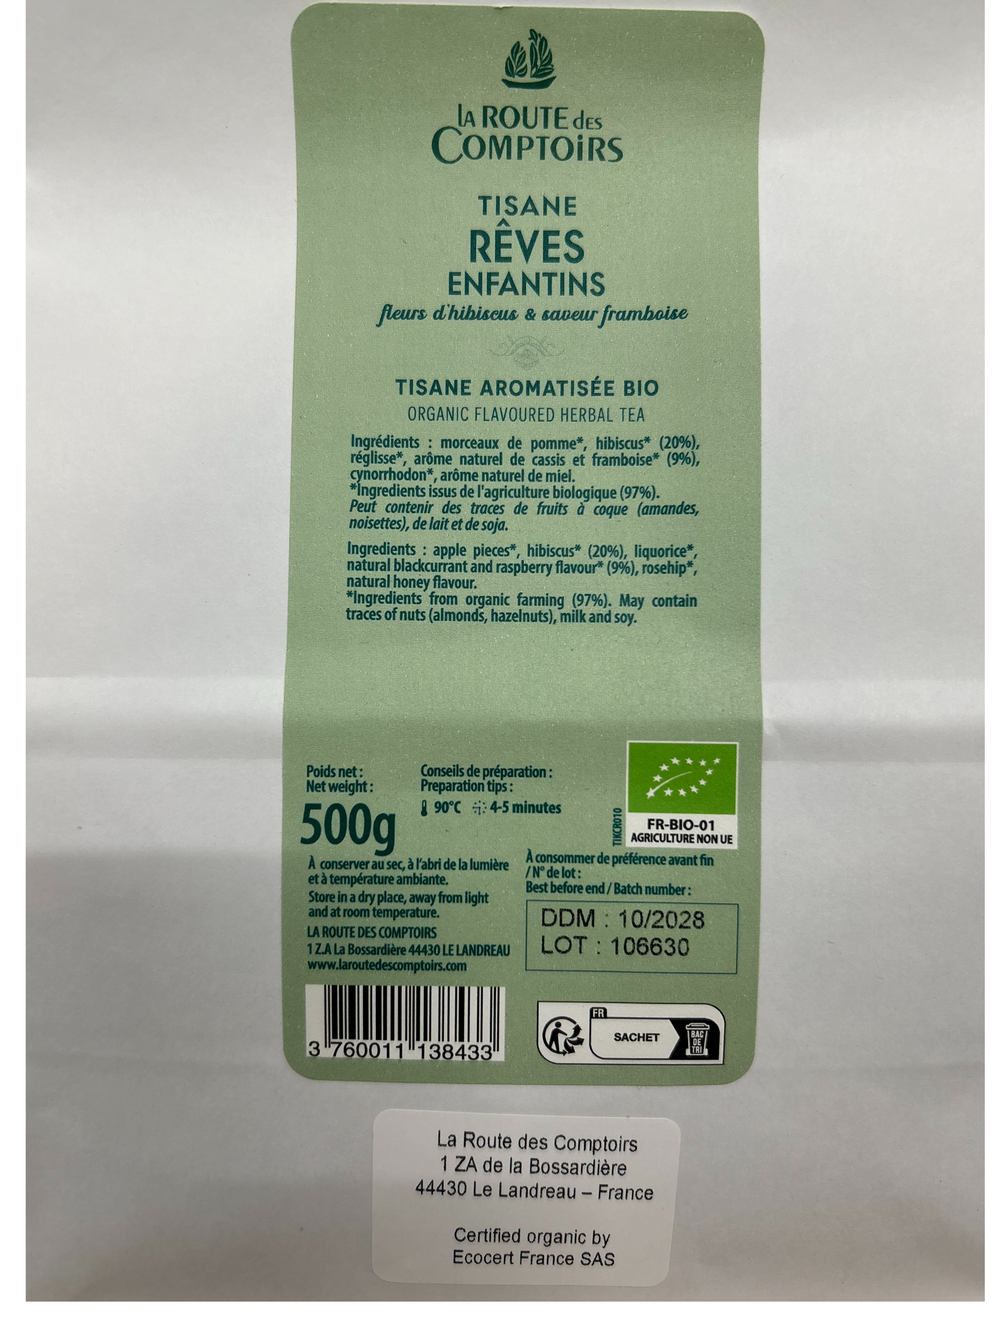 LA ROUTE des
COMPTOiRS
TISANE
RÊVES
ENFANTINS
fleurs d'hibiscus & saveur framboise
TISANE AROMATISÉE BIO
ORGANIC FLAVOURED HERBAL TEA
Ingrédients : morceaux de pomme*, hibiscus* (20%),
réglisse*, arôme naturel de cassis et framboise* (9%),
cynorrhodon*, arôme naturel de miel.
*Ingredients issus de l'agriculture biologique (97%).
Peut contenir des traces de fruits à coque (amandes,
noisettes), de lait et de soja.
Ingredients : apple pieces*, hibiscus* (20%), liquorice*,
natural blackcurrant and raspberry flavour* (9%), rosehip*,
natural honey flavour.
*Ingredients from organic farming (97%). May contain
traces of nuts (almonds, hazelnuts), milk and soy.
Poids net :
Net weight :
500g
Conseils de préparation :
Preparation tips :
90°C 4-5 minutes
TIKCR010
FR-BIO-01
AGRICULTURE NON UE
À conserver au sec, à l'abri de la lumière
et à température ambiante.
Store in a dry place, away from light
and at room temperature.
LA ROUTE DES COMPTOIRS
1 Z.A La Bossardière 44430 LE LANDREAU
www.laroutedescomptoirs.com
À consommer de préférence avant fin
/ N° de lot :
Best before end / Batch number :
DDM : 10/2028
LOT : 106630
3 760011 138433
FR
SACHET
BAC
DE
TRI
La Route des Comptoirs
1 ZA de la Bossardière
44430 Le Landreau – France
Certified organic by
Ecocert France SAS